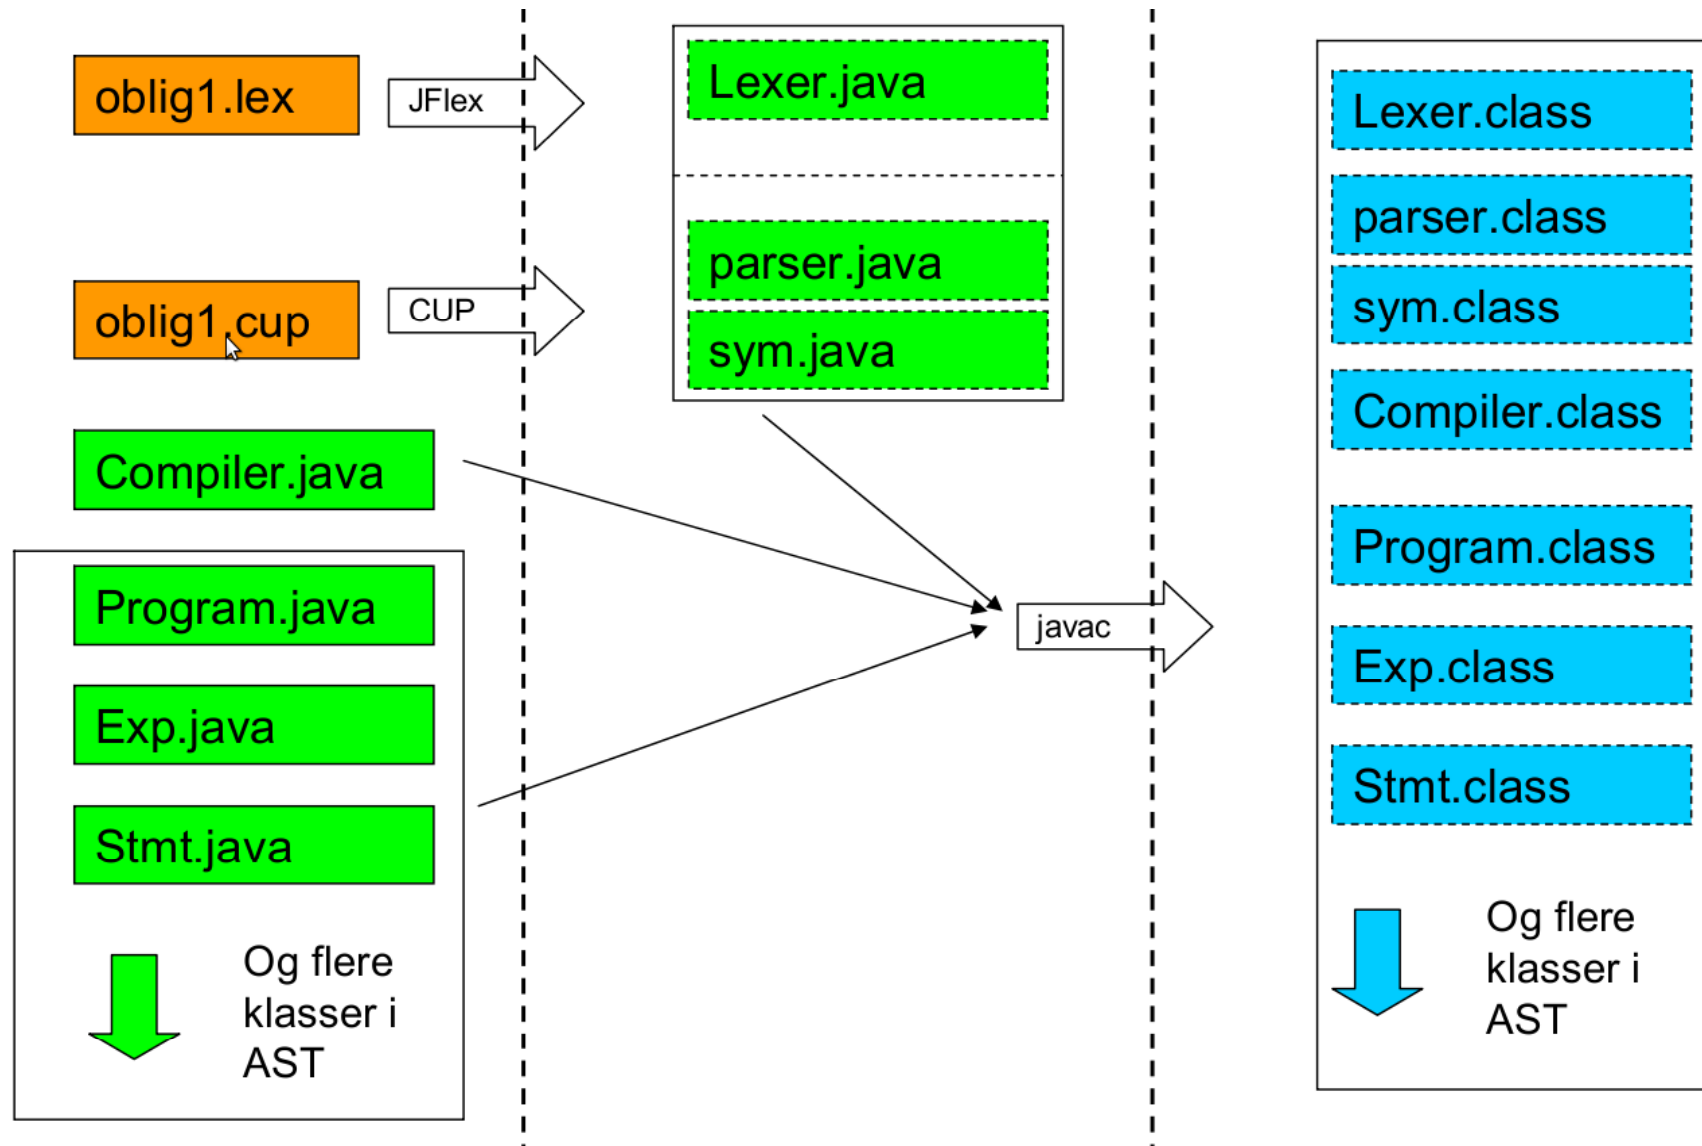 oblig1.lex
JFlex
Lexer.java
parser.java
sym.java
oblig1.cup
CUP
Compiler.java
Program.java
Exp.java
Stmt.java
Og flere
klasser i
AST
javac
Lexer.class
parser.class
sym.class
Compiler.class
Program.class
Exp.class
Stmt.class
Og flere
klasser i
AST